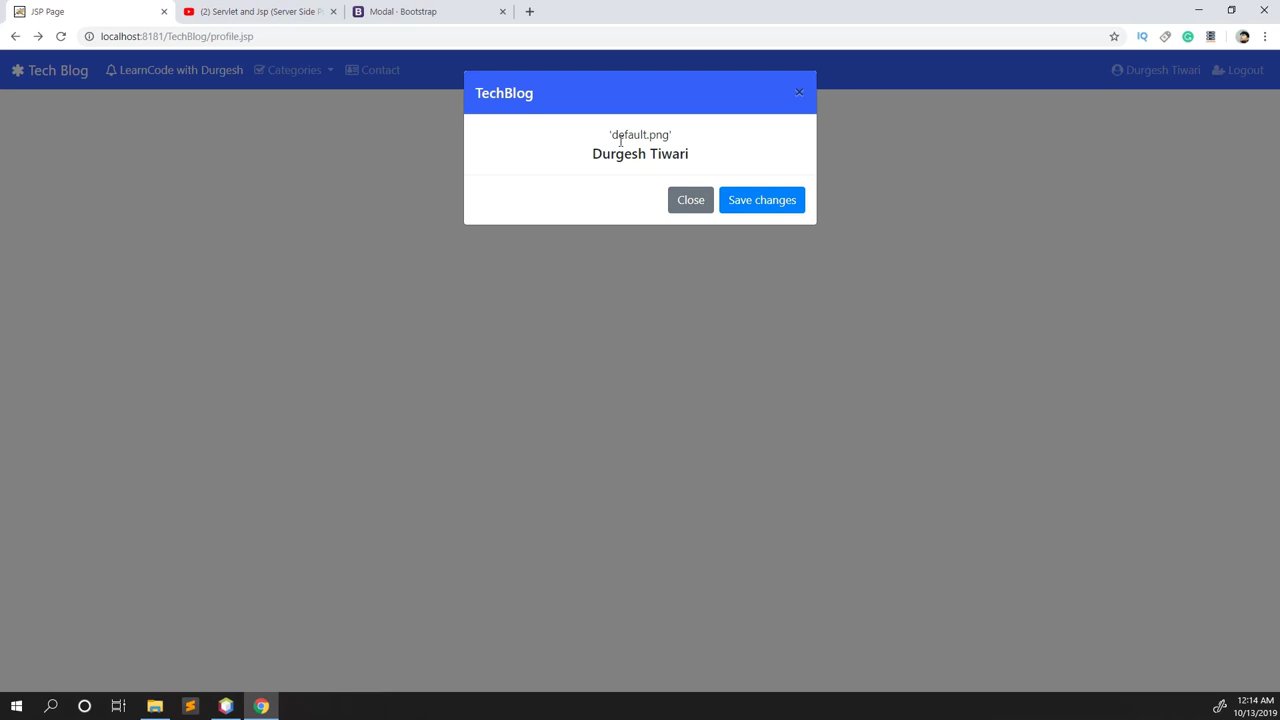 JSP Page
(2) Servlet and Jsp (Server Side P
Modal · Bootstrap
localhost:8181/TechBlog/profile.jsp
Tech Blog
LearnCode with Durgesh
Categories
Contact
Durgesh Tiwari
Logout
TechBlog
×
'default.png'
Durgesh Tiwari
Close
Save changes
12:14 AM
10/13/2019